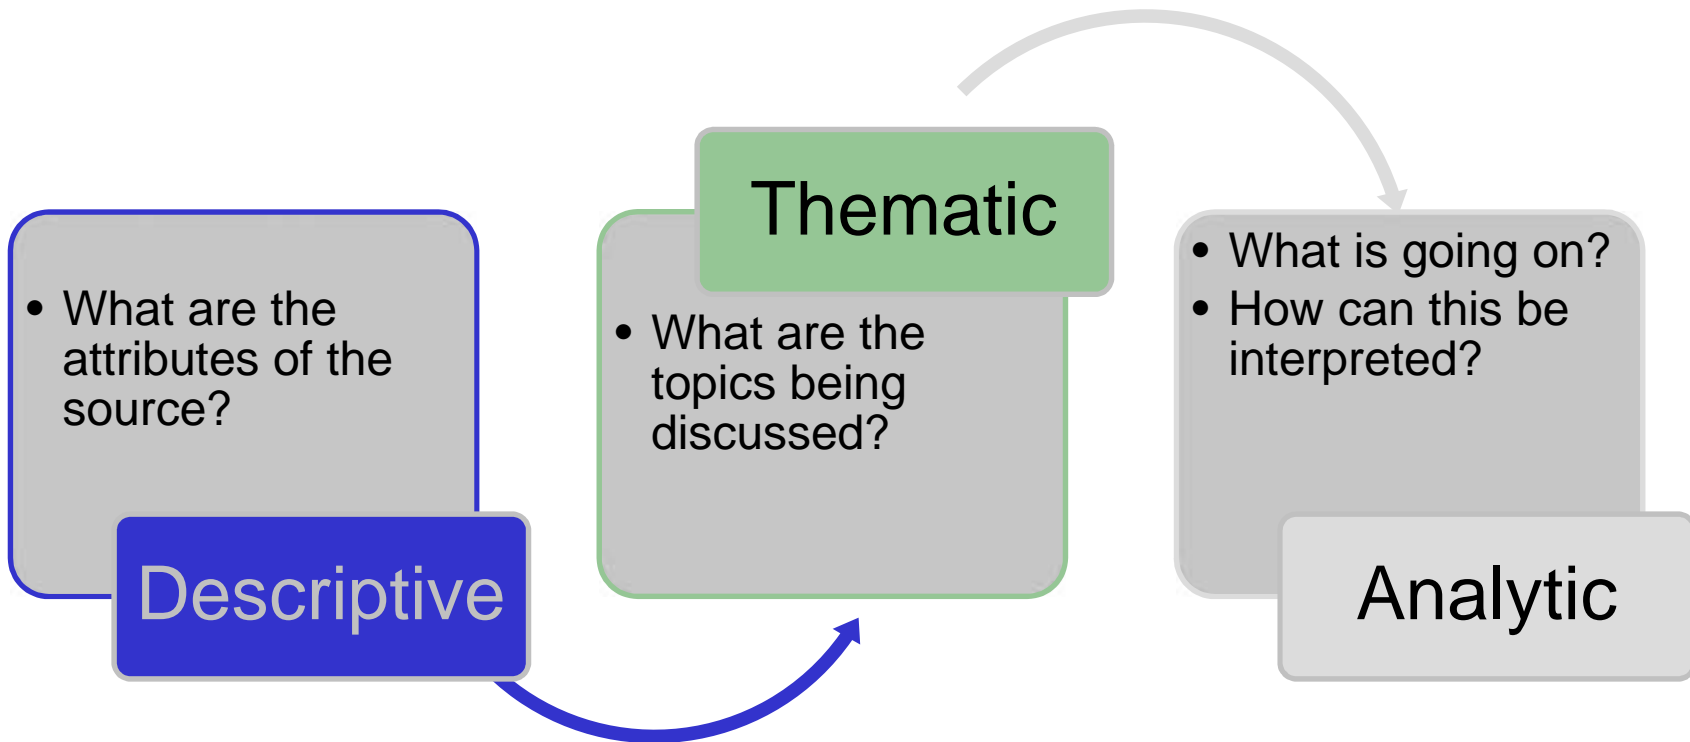 • What are the
attributes of the
source?
Descriptive
Thematic
• What are the
topics being
discussed?
• What is going on?
• How can this be
interpreted?
Analytic